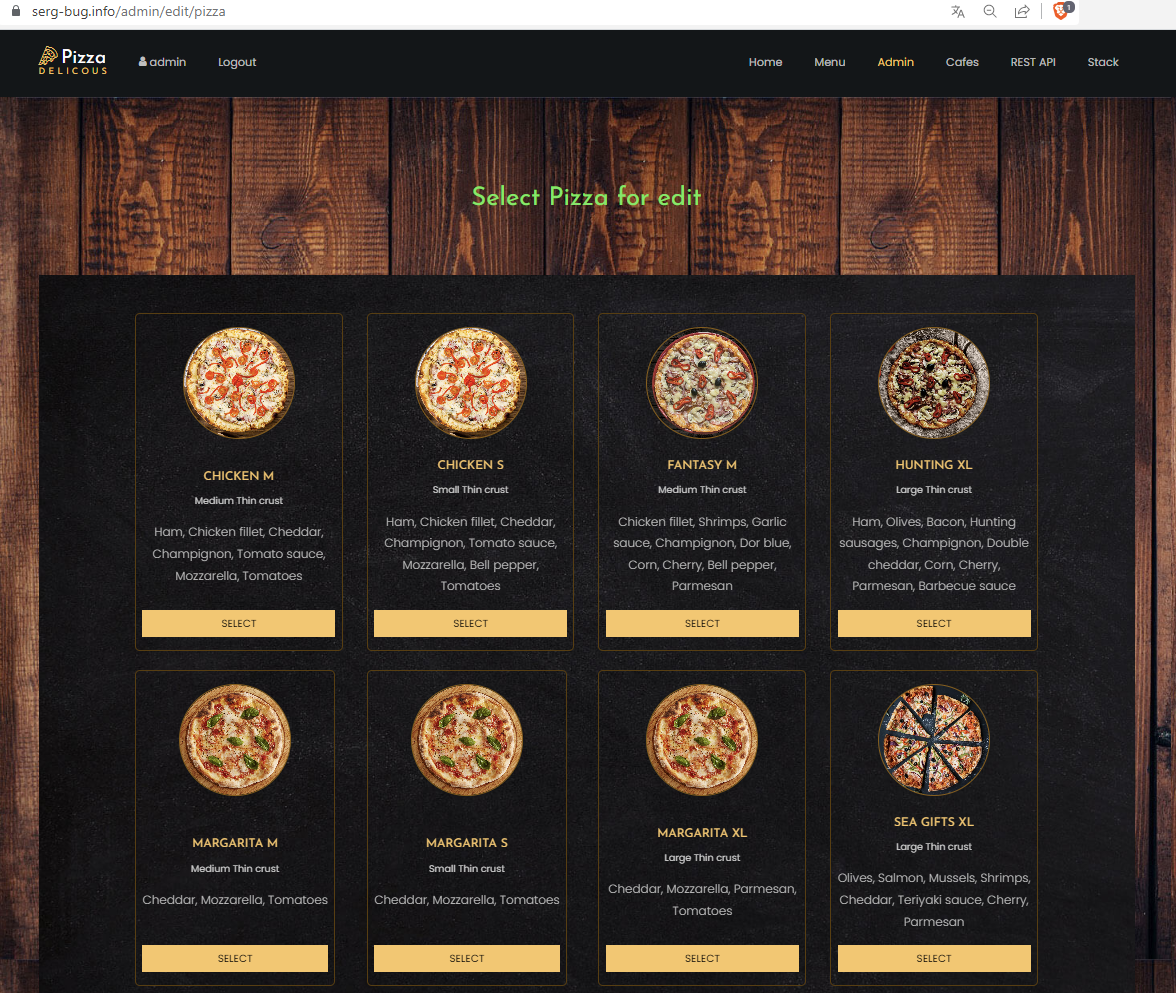 serg-bug.info/admin/edit/pizza
1
Pizza
DELICOUS
admin
Logout
Home
Menu
Admin
Cafes
REST API
Stack
Select Pizza for edit
CHICKEN M
Medium Thin crust
Ham, Chicken fillet, Cheddar,
Champignon, Tomato sauce,
Mozzarella, Tomatoes
SELECT
CHICKEN S
Small Thin crust
Ham, Chicken fillet, Cheddar,
Champignon, Tomato sauce,
Mozzarella, Bell pepper,
Tomatoes
SELECT
FANTASY M
Medium Thin crust
Chicken fillet, Shrimps, Garlic
sauce, Champignon, Dor blue,
Corn, Cherry, Bell pepper,
Parmesan
SELECT
HUNTING XL
Large Thin crust
Ham, Olives, Bacon, Hunting
sausages, Champignon, Double
cheddar, Corn, Cherry,
Parmesan, Barbecue sauce
SELECT
MARGARITA M
Medium Thin crust
Cheddar, Mozzarella, Tomatoes
SELECT
MARGARITA S
Small Thin crust
Cheddar, Mozzarella, Tomatoes
SELECT
MARGARITA XL
Large Thin crust
Cheddar, Mozzarella, Parmesan,
Tomatoes
SELECT
SEA GIFTS XL
Large Thin crust
Olives, Salmon, Mussels, Shrimps,
Cheddar, Teriyaki sauce, Cherry,
Parmesan
SELECT